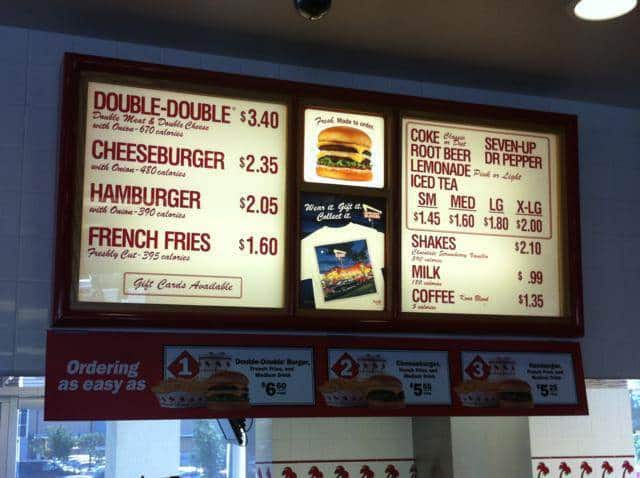 DOUBLE-DOUBLE® $3.40
Double Meat & Double Cheese
with Onion-670 calories
CHEESEBURGER $2.35
with Onion-480 calories
HAMBURGER $2.05
with Onion-390 calories
FRENCH FRIES $1.60
Freshly Cut-395 calories
Gift Cards Available
Fresh. Made to order.
Wear it. Gift it.
Collect it.
COKE Classic or Diet SEVEN-UP
ROOT BEER DR PEPPER
LEMONADE Pink or Light
ICED TEA
SM MED LG X-LG
$1.45 $1.60 $1.80 $2.00
SHAKES $2.10
Chocolate Strawberry Vanilla
590 calories
MILK $.99
180 calories
COFFEE Kona Blend $1.35
5 calories
Ordering
as easy as
1 Double-Double® Burger,
French Fries, and
Medium Drink
$6.60
2 Cheeseburger,
French Fries, and
Medium Drink
$5.55
3 Hamburger,
French Fries, and
Medium Drink
$5.25